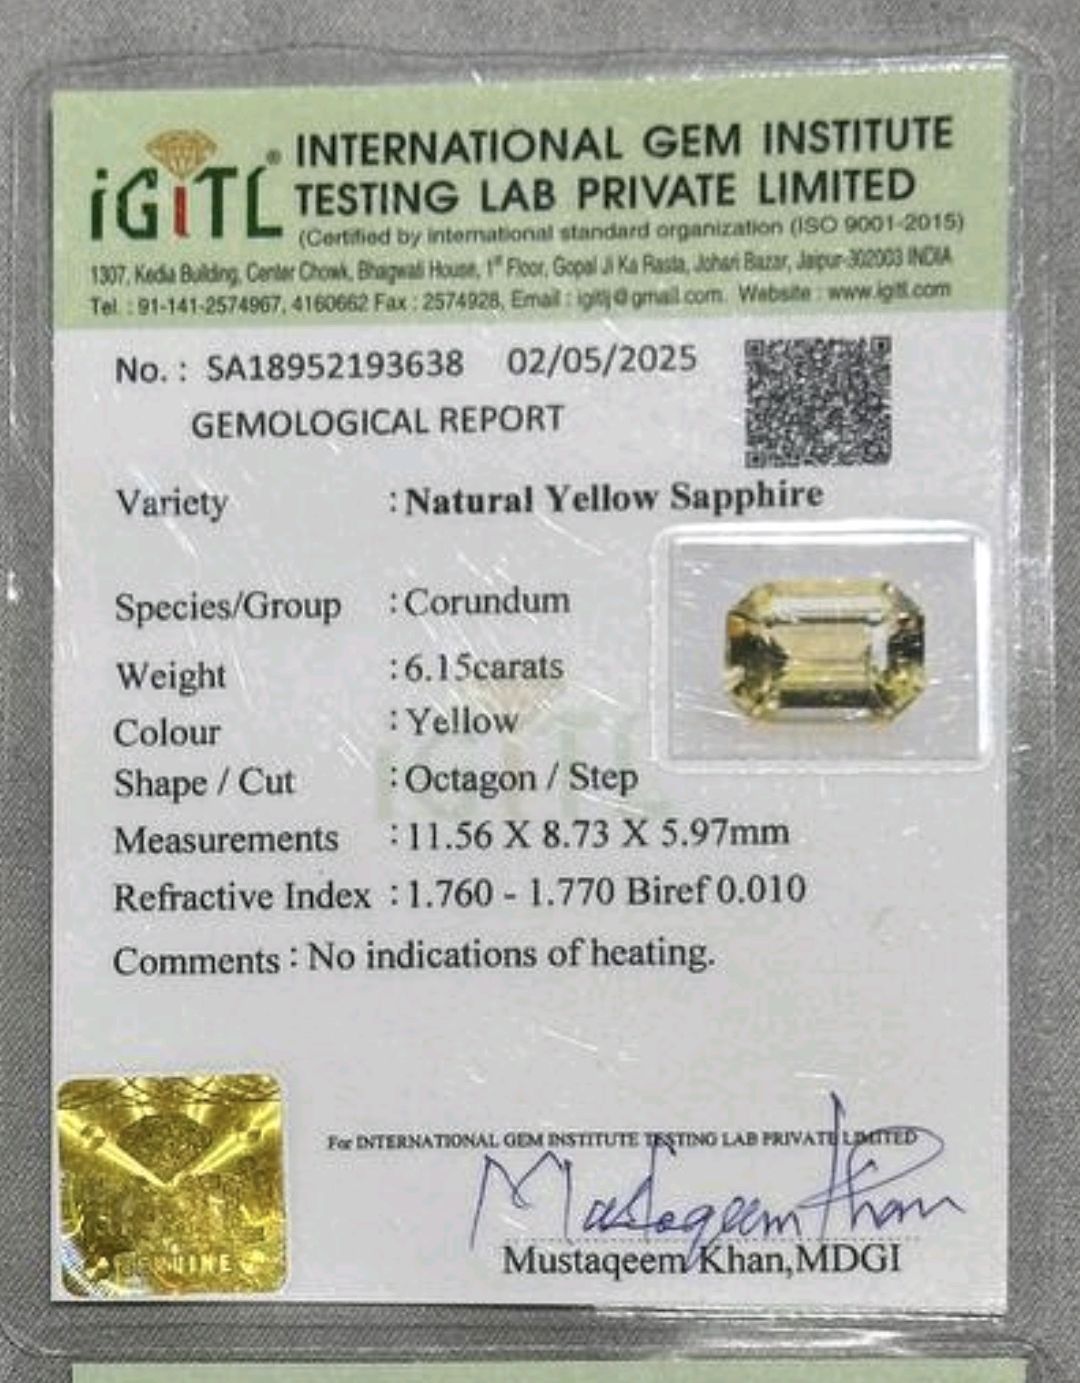 iGiTL® INTERNATIONAL GEM INSTITUTE
TESTING LAB PRIVATE LIMITED
(Certified by international standard organization (ISO 9001-2015)
1307, Kedia Building, Center Chowk, Bhagwati House, 1st Floor, Gopal Ji Ka Rasta, Johari Bazar, Jaipur-302003 INDIA
Tel. : 91-141-2574967, 4160662 Fax : 2574928, Email : igitlj@gmail.com. Website : www.igitl.com
No. : SA18952193638 02/05/2025
GEMOLOGICAL REPORT
Variety : Natural Yellow Sapphire
Species/Group : Corundum
Weight : 6.15carats
Colour : Yellow
Shape / Cut : Octagon / Step
Measurements : 11.56 X 8.73 X 5.97mm
Refractive Index : 1.760 - 1.770 Biref 0.010
Comments : No indications of heating.
For INTERNATIONAL GEM INSTITUTE TESTING LAB PRIVATE LIMITED
Mustaqeem Khan
Mustaqeem Khan,MDGI
GENUINE